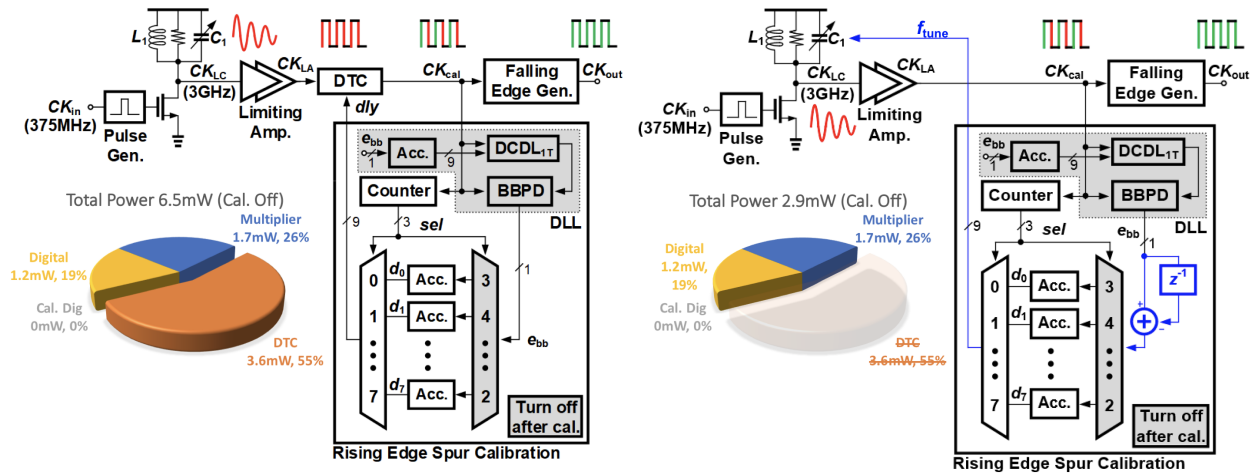 L1
C1
CKLC
(3GHz)
CKLA
DTC
CKcal
Falling
Edge Gen.
CKout
CKin
(375MHz)
Pulse
Gen.
Limiting
Amp.
dly
ebb
1
Acc.
9
DCDL1T
Counter
BBPD
DLL
9
3
sel
1
ebb
0
d0
Acc.
3
1
d1
Acc.
4
7
d7
Acc.
2
Turn off
after cal.
Rising Edge Spur Calibration
Total Power 6.5mW (Cal. Off)
Multiplier
1.7mW, 26%
Digital
1.2mW, 19%
Cal. Dig
0mW, 0%
DTC
3.6mW, 55%
L1
C1
ftune
CKLC
(3GHz)
CKLA
CKcal
Falling
Edge Gen.
CKout
CKin
(375MHz)
Pulse
Gen.
Limiting
Amp.
ebb
1
Acc.
9
DCDL1T
Counter
BBPD
DLL
9
3
sel
ebb
1
z-1
+
+
−
0
d0
Acc.
3
1
d1
Acc.
4
7
d7
Acc.
2
Turn off
after cal.
Rising Edge Spur Calibration
Total Power 2.9mW (Cal. Off)
Multiplier
1.7mW, 26%
Digital
1.2mW,
19%
Cal. Dig
0mW, 0%
DTC
3.6mW, 55%